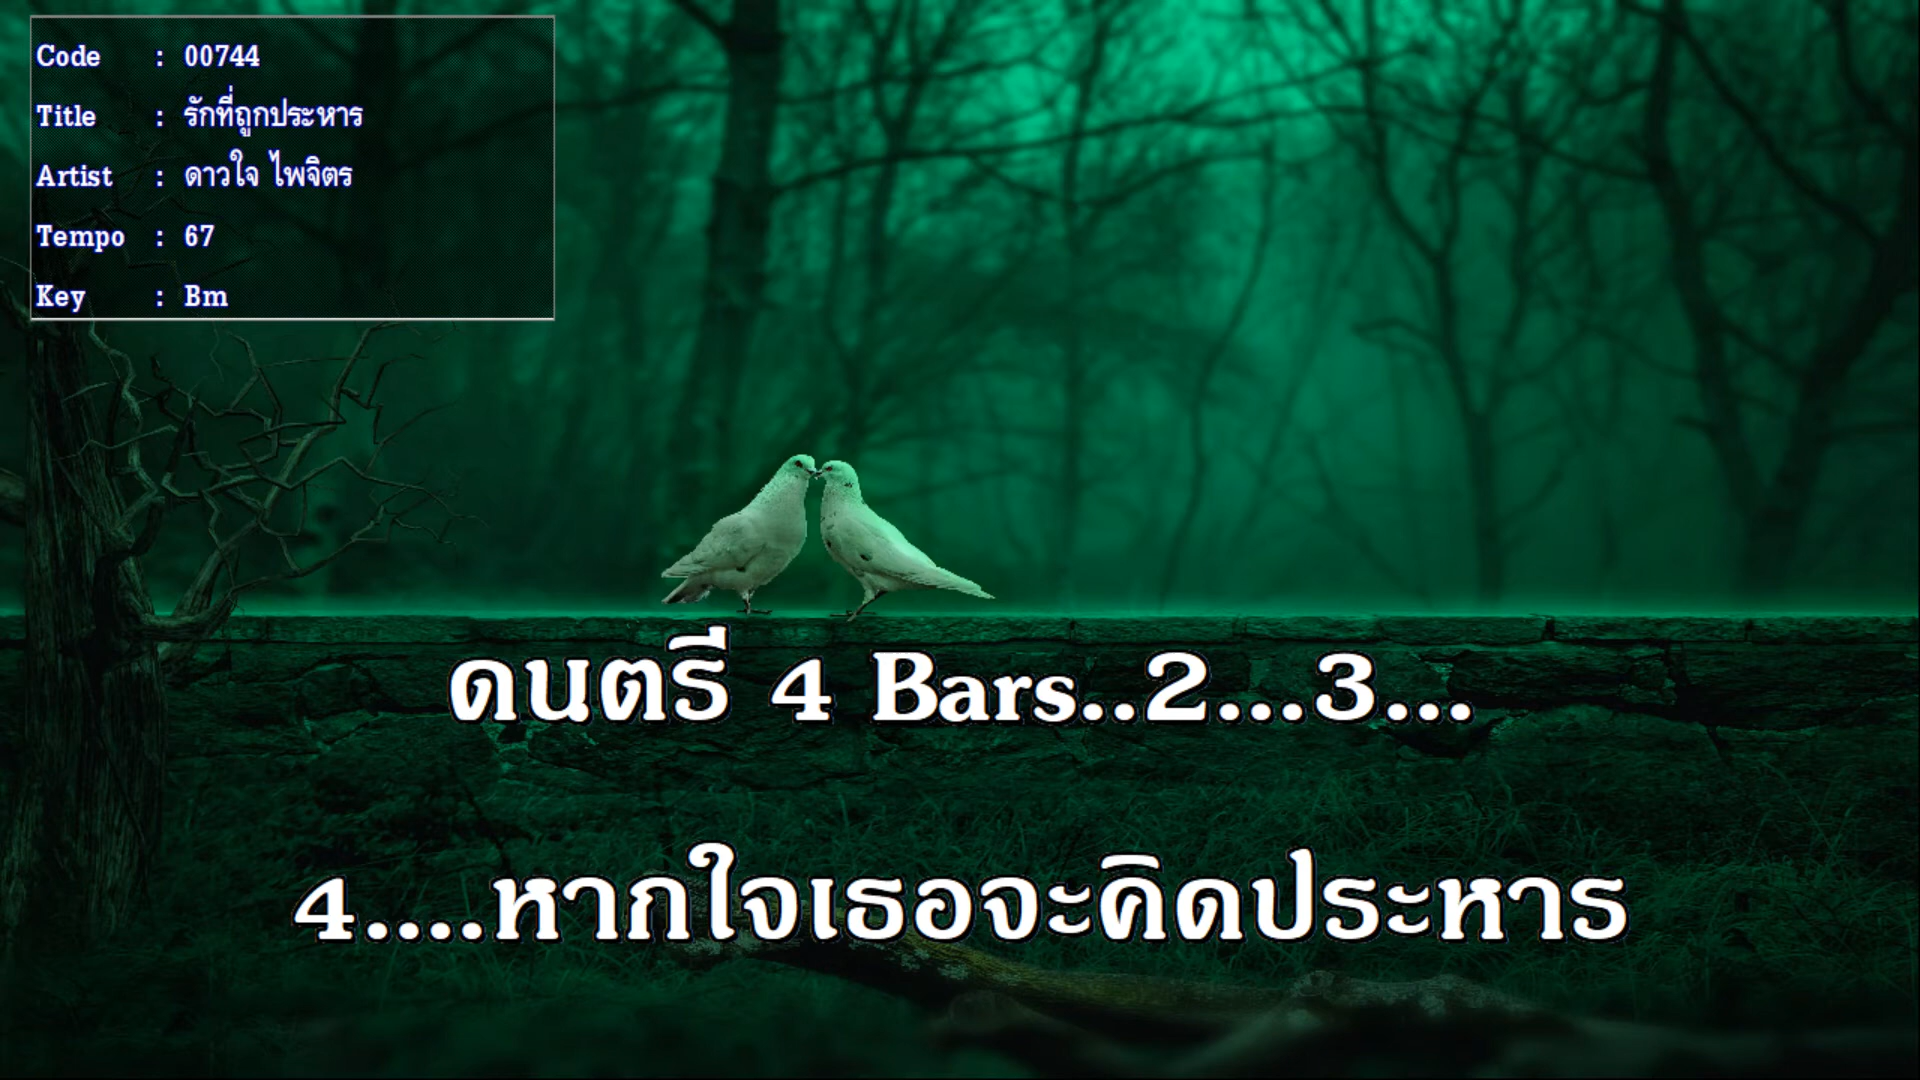 Code : 00744
Title : รักที่ถูกประหาร
Artist : ดาวใจ ไพจิตร
Tempo : 67
Key : Bm
ดนตรี 4 Bars..2...3...
4....หากใจเธอจะคิดประหาร